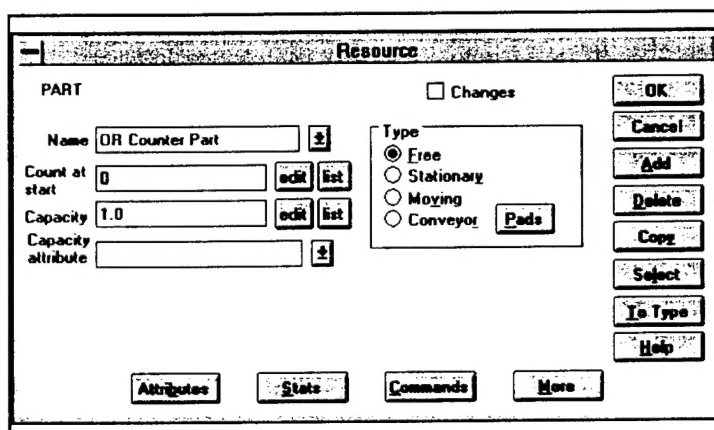 Resource
PART
Changes
Name OR Counter Part
Count at start 0 edit list
Capacity 1.0 edit list
Capacity attribute
Type
Free
Stationary
Moving
Conveyor Pads
OK
Cancel
Add
Delete
Copy
Select
To Type
Help
Attributes Stats Commands More